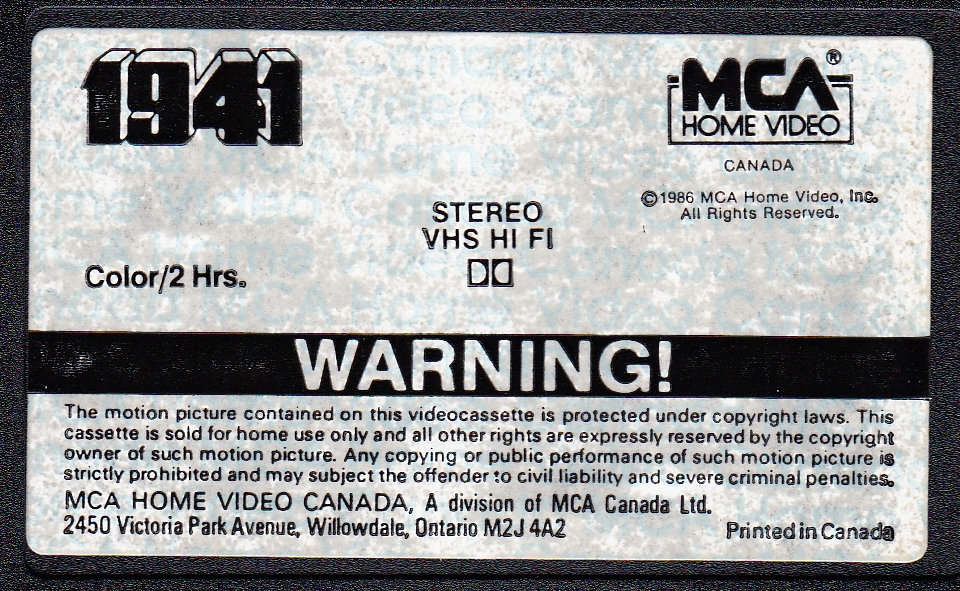 1941
MCA®
HOME VIDEO
CANADA
©1986 MCA Home Video, Inc.
All Rights Reserved.
STEREO
VHS HI FI
Color/2 Hrs.
WARNING!
The motion picture contained on this videocassette is protected under copyright laws. This
cassette is sold for home use only and all other rights are expressly reserved by the copyright
owner of such motion picture. Any copying or public performance of such motion picture is
strictly prohibited and may subject the offender to civil liability and severe criminal penalties.
MCA HOME VIDEO CANADA, A division of MCA Canada Ltd.
2450 Victoria Park Avenue, Willowdale, Ontario M2J 4A2
Printed in Canada